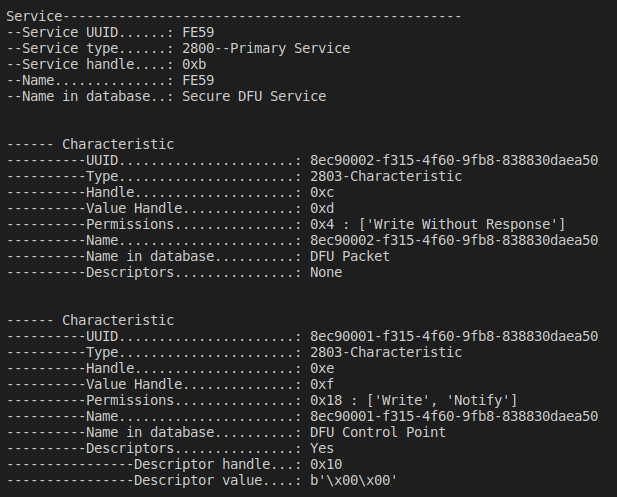 Service--------------------------------------------------
--Service UUID......: FE59
--Service type......: 2800--Primary Service
--Service handle....: 0xb
--Name..............: FE59
--Name in database..: Secure DFU Service
------ Characteristic
----------UUID......................: 8ec90002-f315-4f60-9fb8-838830daea50
----------Type......................: 2803-Characteristic
----------Handle....................: 0xc
----------Value Handle..............: 0xd
----------Permissions...............: 0x4 : ['Write Without Response']
----------Name......................: 8ec90002-f315-4f60-9fb8-838830daea50
----------Name in database..........: DFU Packet
----------Descriptors...............: None
------ Characteristic
----------UUID......................: 8ec90001-f315-4f60-9fb8-838830daea50
----------Type......................: 2803-Characteristic
----------Handle....................: 0xe
----------Value Handle..............: 0xf
----------Permissions...............: 0x18 : ['Write', 'Notify']
----------Name......................: 8ec90001-f315-4f60-9fb8-838830daea50
----------Name in database..........: DFU Control Point
----------Descriptors...............: Yes
----------------Descriptor handle...: 0x10
----------------Descriptor value....: b'\x00\x00'